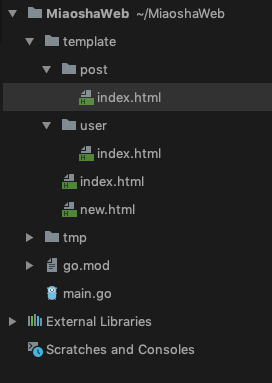 MiaoshaWeb ~/MiaoshaWeb
template
post
index.html
user
index.html
index.html
new.html
tmp
go.mod
main.go
External Libraries
Scratches and Consoles